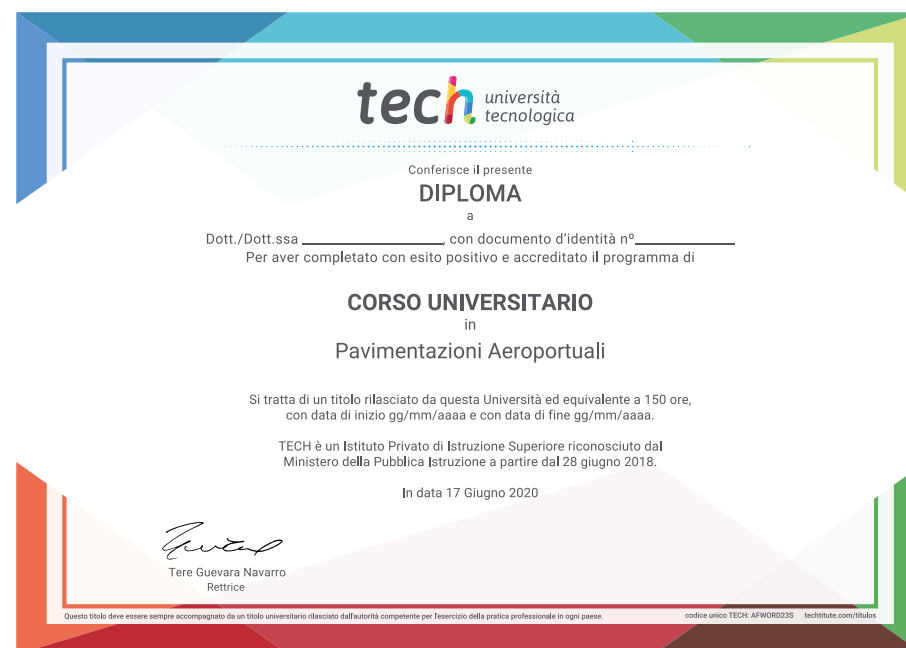 tech università
tecnologica
Conferisce il presente
DIPLOMA
a
Dott./Dott.ssa ____________________, con documento d'identità nº______________
Per aver completato con esito positivo e accreditato il programma di
CORSO UNIVERSITARIO
in
Pavimentazioni Aeroportuali
Si tratta di un titolo rilasciato da questa Università ed equivalente a 150 ore,
con data di inizio gg/mm/aaaa e con data di fine gg/mm/aaaa.
TECH è un Istituto Privato di Istruzione Superiore riconosciuto dal
Ministero della Pubblica Istruzione a partire dal 28 giugno 2018.
In data 17 Giugno 2020
Tere Guevara Navarro
Rettrice
Questo titolo deve essere sempre accompagnato da un titolo universitario rilasciato dall'autorità competente per l'esercizio della pratica professionale in ogni paese.
codice unico TECH: AFWORD23S techtitute.com/títulos